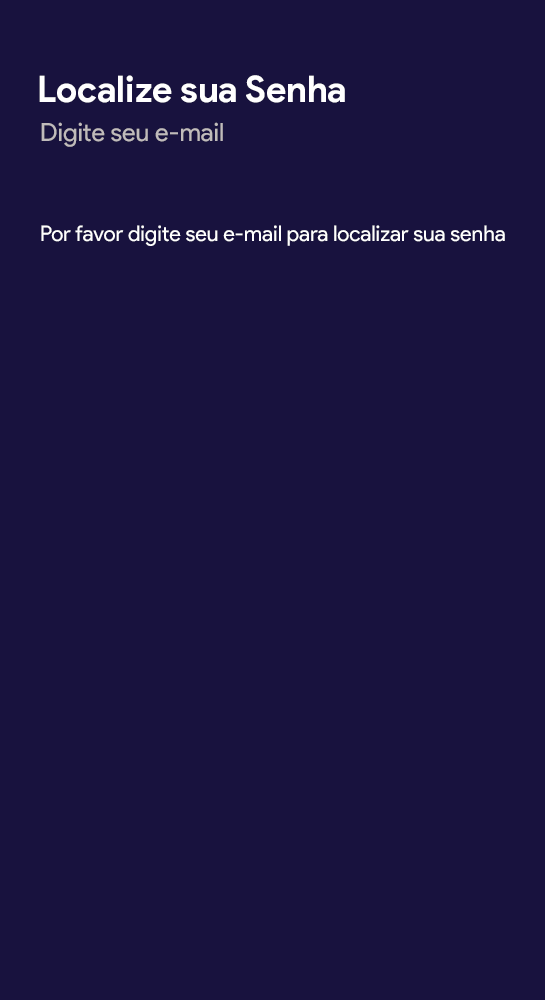 Localize sua Senha
Digite seu e-mail
Por favor digite seu e-mail para localizar sua senha